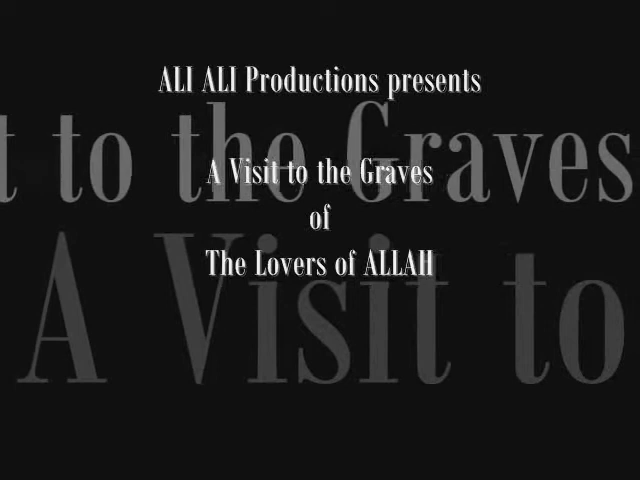 ALI ALI Productions presents
t to the Graves
A Visit to the Graves
of
The Lovers of ALLAH
A Visit to